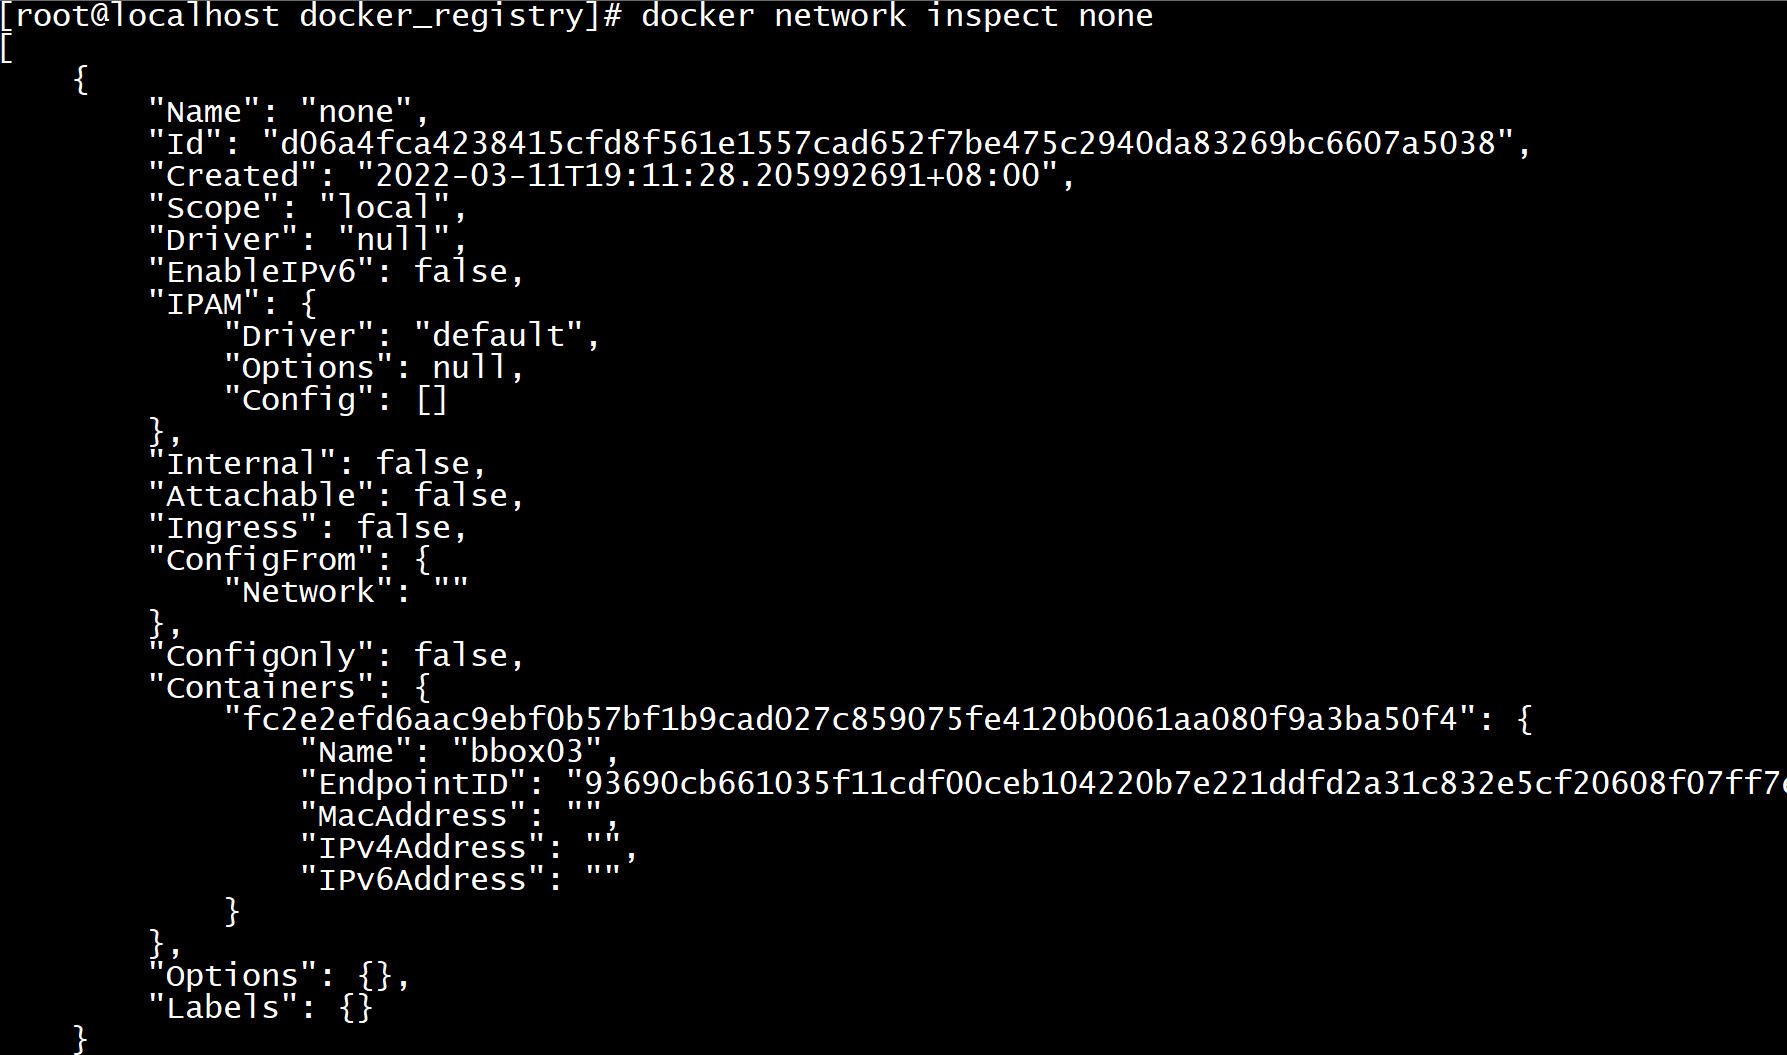 [root@localhost docker_registry]# docker network inspect none
[
    {
        "Name": "none",
        "Id": "d06a4fca4238415cfd8f561e1557cad652f7be475c2940da83269bc6607a5038",
        "Created": "2022-03-11T19:11:28.205992691+08:00",
        "Scope": "local",
        "Driver": "null",
        "EnableIPv6": false,
        "IPAM": {
            "Driver": "default",
            "Options": null,
            "Config": []
        },
        "Internal": false,
        "Attachable": false,
        "Ingress": false,
        "ConfigFrom": {
            "Network": ""
        },
        "ConfigOnly": false,
        "Containers": {
            "fc2e2efd6aac9ebf0b57bf1b9cad027c859075fe4120b0061aa080f9a3ba50f4": {
                "Name": "bbox03",
                "EndpointID": "93690cb661035f11cdf00ceb104220b7e221ddfd2a31c832e5cf20608f07ff7e
                "MacAddress": "",
                "IPv4Address": "",
                "IPv6Address": ""
            }
        },
        "Options": {},
        "Labels": {}
    }